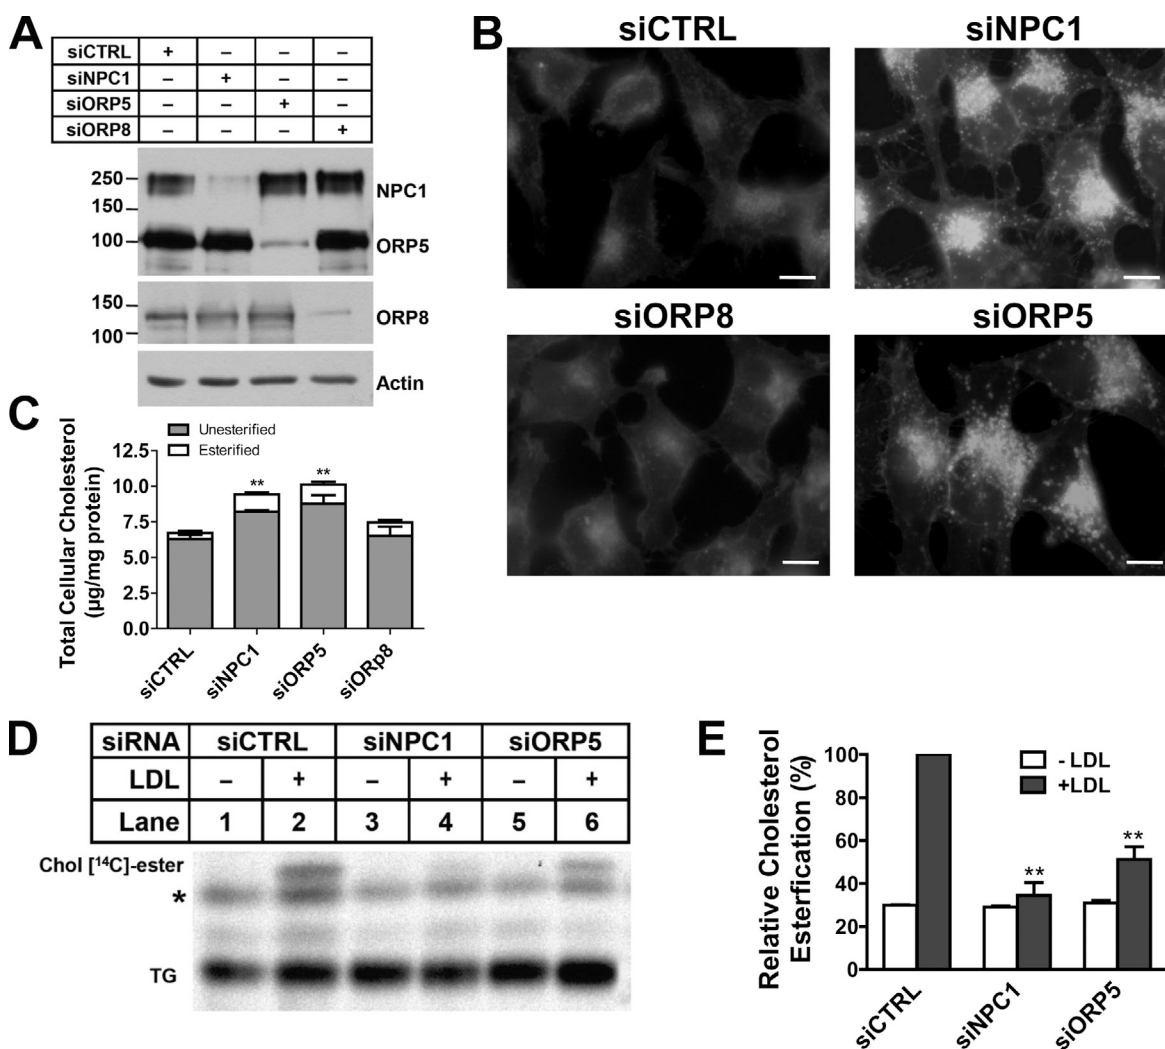 A
siCTRL + – – –
siNPC1 – + – –
siORP5 – – + –
siORP8 – – – +
250
150
100
NPC1
ORP5
150
100
ORP8
Actin
B
siCTRL
siNPC1
siORP8
siORP5
C
Unesterified
Esterified
Total Cellular Cholesterol
(µg/mg protein)
12.5
10.0
7.5
5.0
2.5
0.0
**
**
siCTRL
siNPC1
siORP5
siORp8
D
siRNA siCTRL siNPC1 siORP5
LDL – + – + – +
Lane 1 2 3 4 5 6
Chol [¹⁴C]-ester
*
TG
E
Relative Cholesterol
Esterfication (%)
100
80
60
40
20
0
- LDL
+LDL
**
**
siCTRL
siNPC1
siORP5